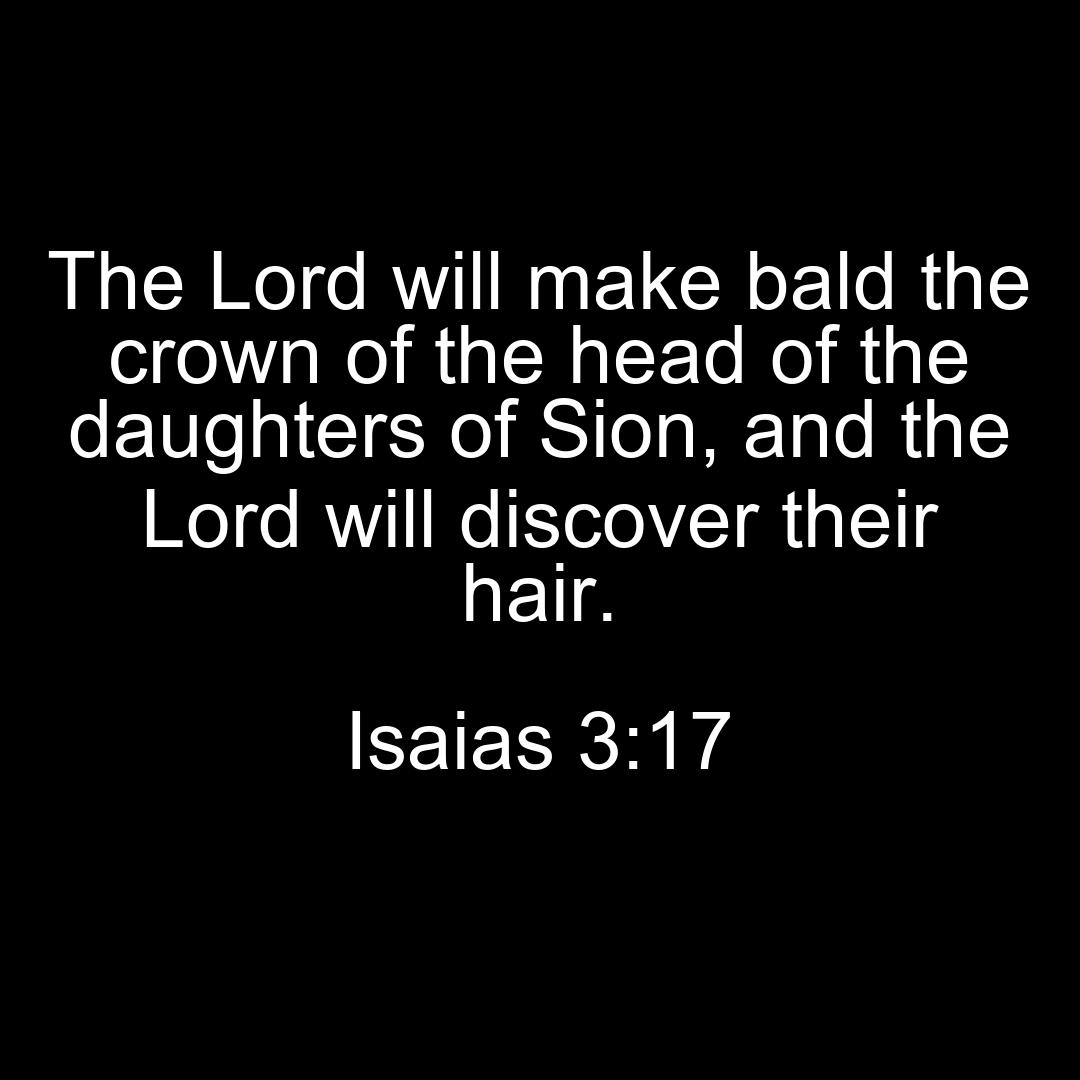 The Lord will make bald the
crown of the head of the
daughters of Sion, and the
Lord will discover their
hair.
Isaias 3:17